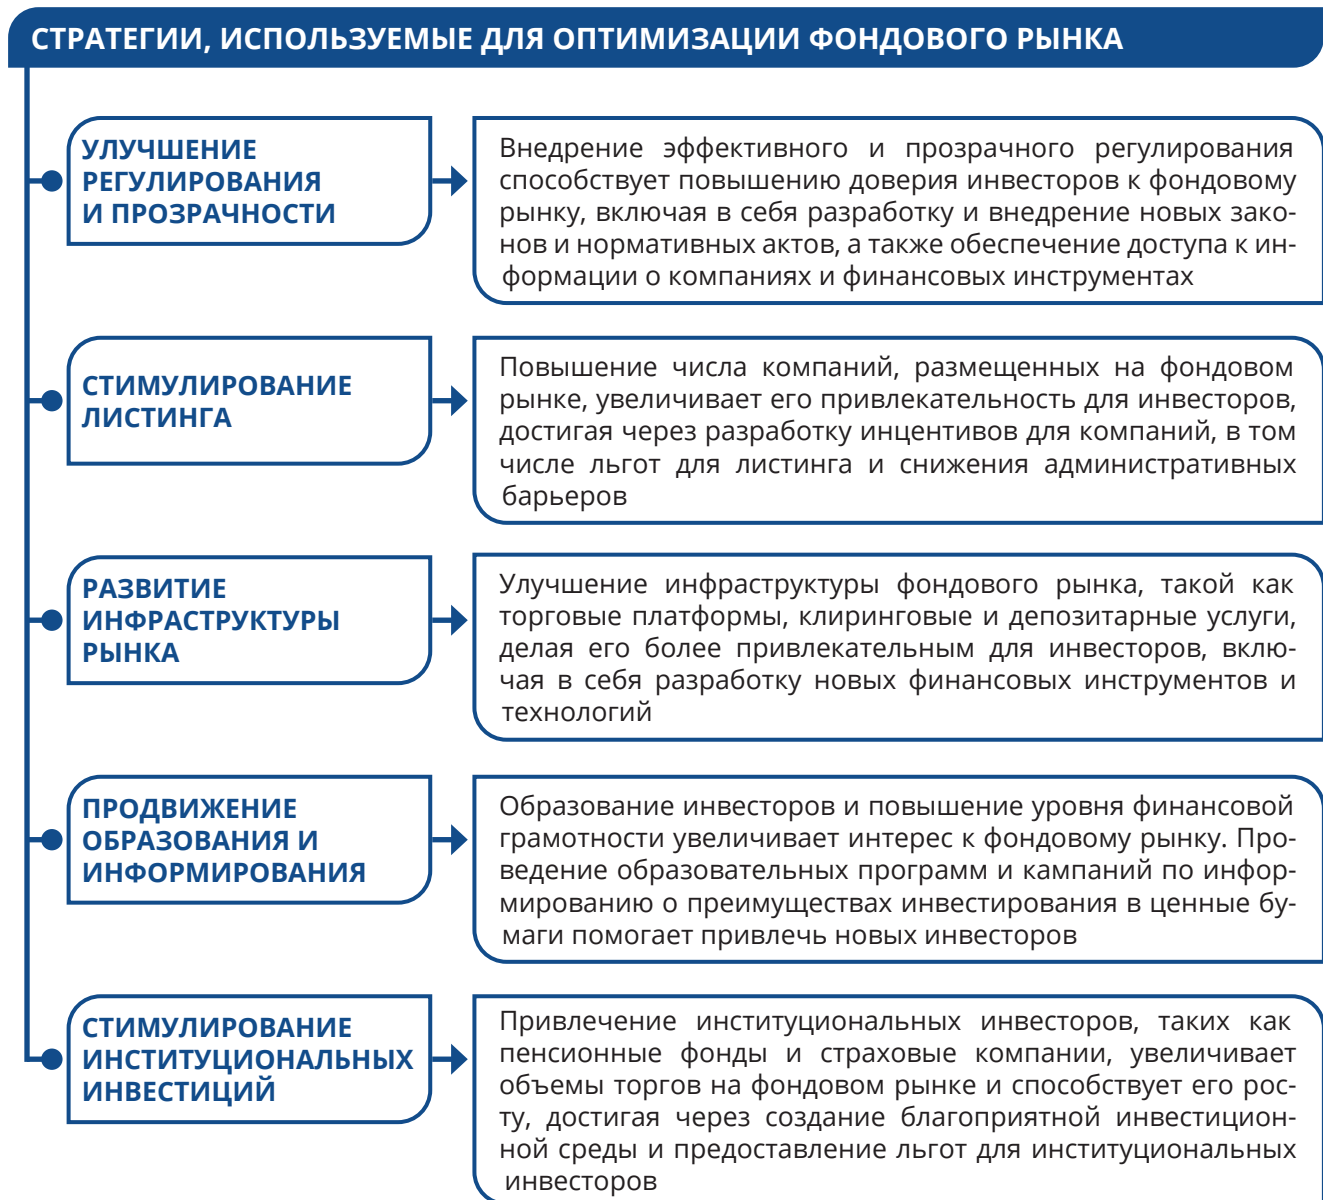 СТРАТЕГИИ, ИСПОЛЬЗУЕМЫЕ ДЛЯ ОПТИМИЗАЦИИ ФОНДОВОГО РЫНКА
УЛУЧШЕНИЕ
РЕГУЛИРОВАНИЯ
И ПРОЗРАЧНОСТИ
Внедрение эффективного и прозрачного регулирования
способствует повышению доверия инвесторов к фондовому
рынку, включая в себя разработку и внедрение новых зако-
нов и нормативных актов, а также обеспечение доступа к ин-
формации о компаниях и финансовых инструментах
СТИМУЛИРОВАНИЕ
ЛИСТИНГА
Повышение числа компаний, размещенных на фондовом
рынке, увеличивает его привлекательность для инвесторов,
достигая через разработку инцентивов для компаний, в том
числе льгот для листинга и снижения административных
барьеров
РАЗВИТИЕ
ИНФРАСТРУКТУРЫ
РЫНКА
Улучшение инфраструктуры фондового рынка, такой как
торговые платформы, клиринговые и депозитарные услуги,
делая его более привлекательным для инвесторов, вклю-
чая в себя разработку новых финансовых инструментов и
технологий
ПРОДВИЖЕНИЕ
ОБРАЗОВАНИЯ И
ИНФОРМИРОВАНИЯ
Образование инвесторов и повышение уровня финансовой
грамотности увеличивает интерес к фондовому рынку. Про-
ведение образовательных программ и кампаний по инфор-
мированию о преимуществах инвестирования в ценные бу-
маги помогает привлечь новых инвесторов
СТИМУЛИРОВАНИЕ
ИНСТИТУЦИОНАЛЬНЫХ
ИНВЕСТИЦИЙ
Привлечение институциональных инвесторов, таких как
пенсионные фонды и страховые компании, увеличивает
объемы торгов на фондовом рынке и способствует его рос-
ту, достигая через создание благоприятной инвестицион-
ной среды и предоставление льгот для институциональных
инвесторов